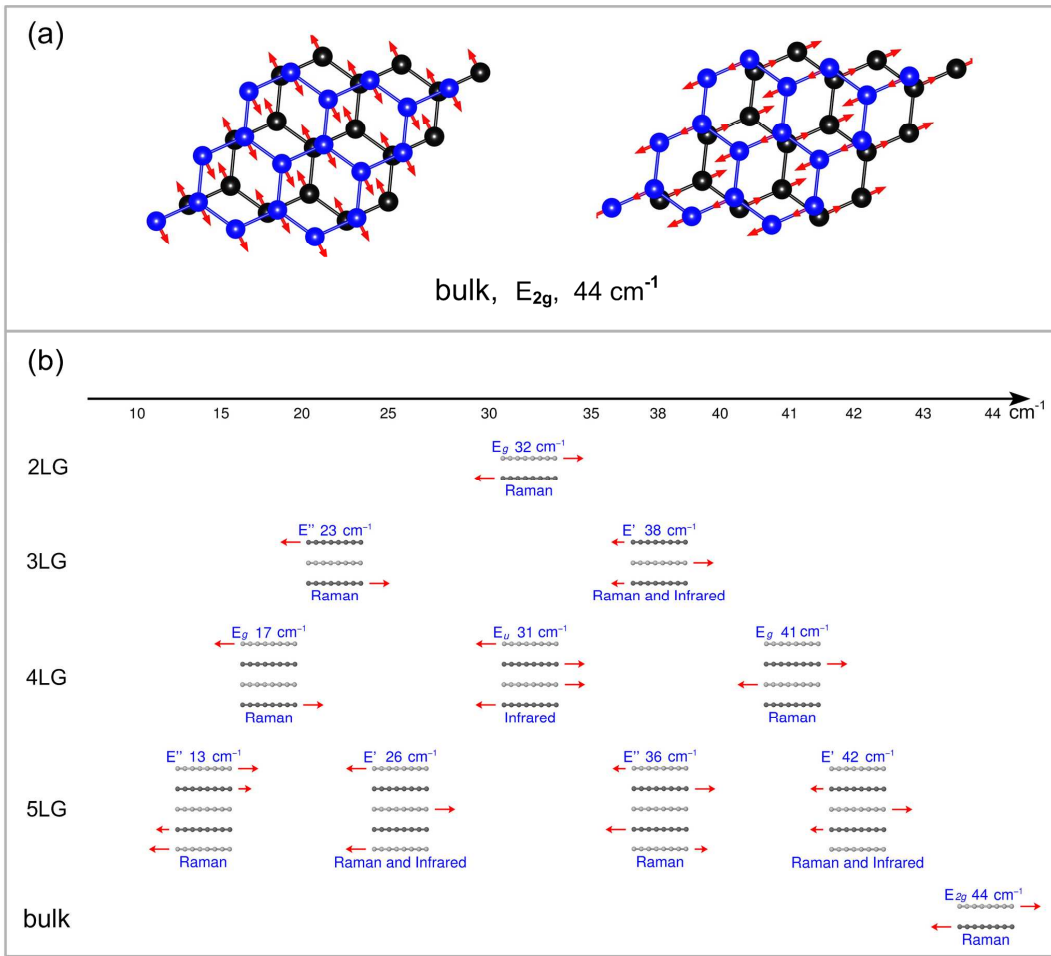 (a)
bulk, E2g, 44 cm-1
(b)
10 15 20 25 30 35 38 40 41 42 43 44 cm-1
2LG
Eg 32 cm-1
Raman
3LG
E'' 23 cm-1
Raman
E' 38 cm-1
Raman and Infrared
4LG
Eg 17 cm-1
Raman
Eu 31 cm-1
Infrared
Eg 41 cm-1
Raman
5LG
E'' 13 cm-1
Raman
E' 26 cm-1
Raman and Infrared
E'' 36 cm-1
Raman
E' 42 cm-1
Raman and Infrared
bulk
E2g 44 cm-1
Raman